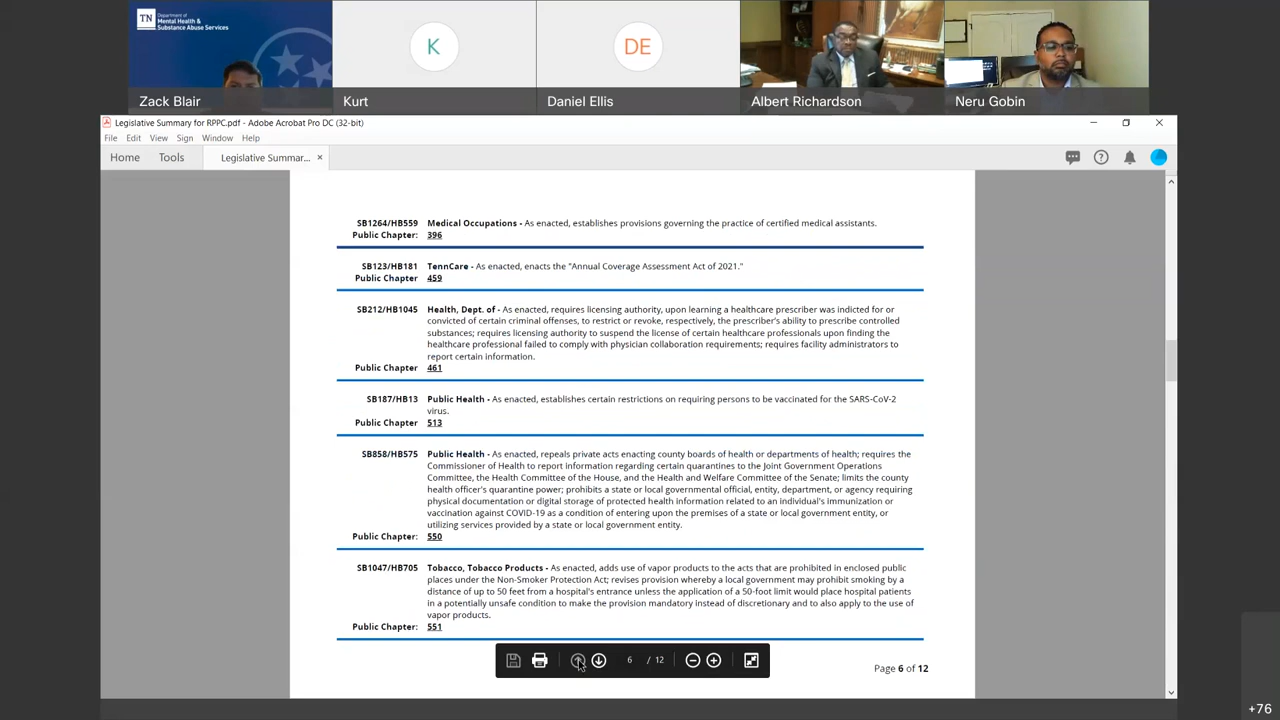 TN
Department of
Mental Health &
Substance Abuse Services
K
DE
Zack Blair
Kurt
Daniel Ellis
Albert Richardson
Neru Gobin
Legislative Summary for RPPC.pdf - Adobe Acrobat Pro DC (32-bit)
File Edit View Sign Window Help
Home Tools Legislative Summar... ×
SB1264/HB559 Medical Occupations - As enacted, establishes provisions governing the practice of certified medical assistants.
Public Chapter: 396
SB123/HB181 TennCare - As enacted, enacts the "Annual Coverage Assessment Act of 2021."
Public Chapter 459
SB212/HB1045 Health, Dept. of - As enacted, requires licensing authority, upon learning a healthcare prescriber was indicted for or
convicted of certain criminal offenses, to restrict or revoke, respectively, the prescriber's ability to prescribe controlled
substances; requires licensing authority to suspend the license of certain healthcare professionals upon finding the
healthcare professional failed to comply with physician collaboration requirements; requires facility administrators to
report certain information.
Public Chapter 461
SB187/HB13 Public Health - As enacted, establishes certain restrictions on requiring persons to be vaccinated for the SARS-CoV-2
virus.
Public Chapter: 513
SB858/HB575 Public Health - As enacted, repeals private acts enacting county boards of health or departments of health; requires the
Commissioner of Health to report information regarding certain quarantines to the Joint Government Operations
Committee, the Health Committee of the House, and the Health and Welfare Committee of the Senate; limits the county
health officer's quarantine power; prohibits a state or local governmental official, entity, department, or agency requiring
physical documentation or digital storage of protected health information related to an individual's immunization or
vaccination against COVID-19 as a condition of entering upon the premises of a state or local government entity, or
utilizing services provided by a state or local government entity.
Public Chapter: 550
SB1047/HB705 Tobacco, Tobacco Products - As enacted, adds use of vapor products to the acts that are prohibited in enclosed public
places under the Non-Smoker Protection Act; revises provision whereby a local government may prohibit smoking by a
distance of up to 50 feet from a hospital's entrance unless the application of a 50-foot limit would place hospital patients
in a potentially unsafe condition to make the provision mandatory instead of discretionary and to also apply to the use of
vapor products.
Public Chapter: 551
6 / 12
Page 6 of 12
+76